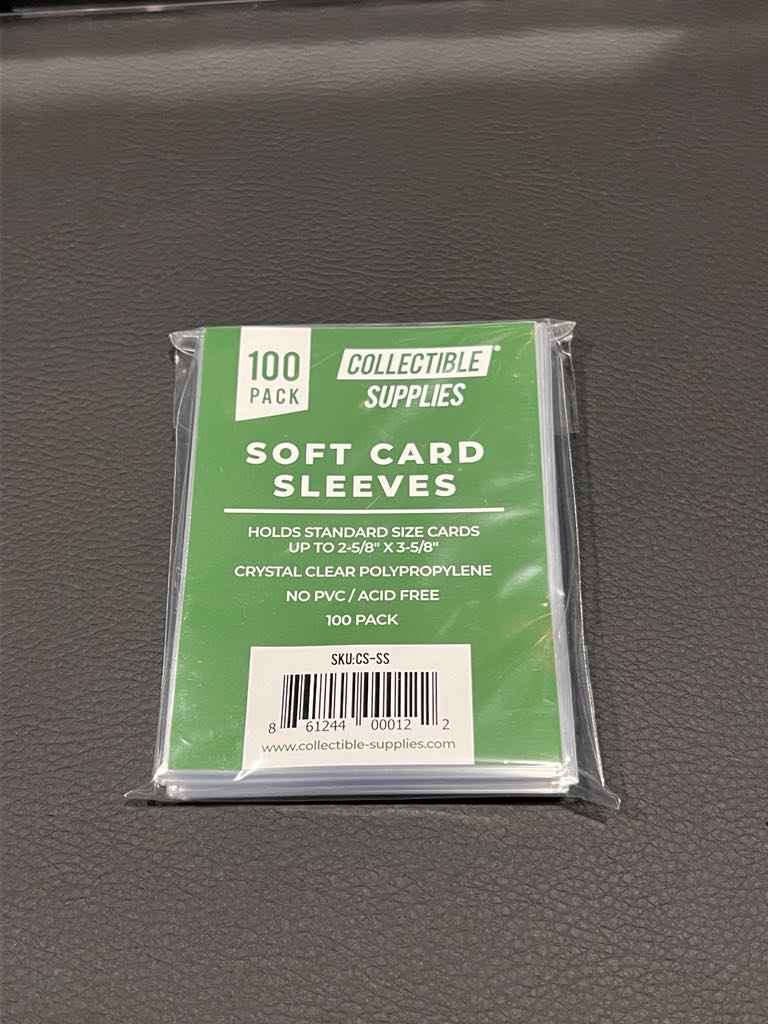 100
PACK
COLLECTIBLE®
SUPPLIES
SOFT CARD
SLEEVES
HOLDS STANDARD SIZE CARDS
UP TO 2-5/8" X 3-5/8"
CRYSTAL CLEAR POLYPROPYLENE
NO PVC / ACID FREE
100 PACK
SKU:CS-SS
8 61244 00012 2
www.collectible-supplies.com